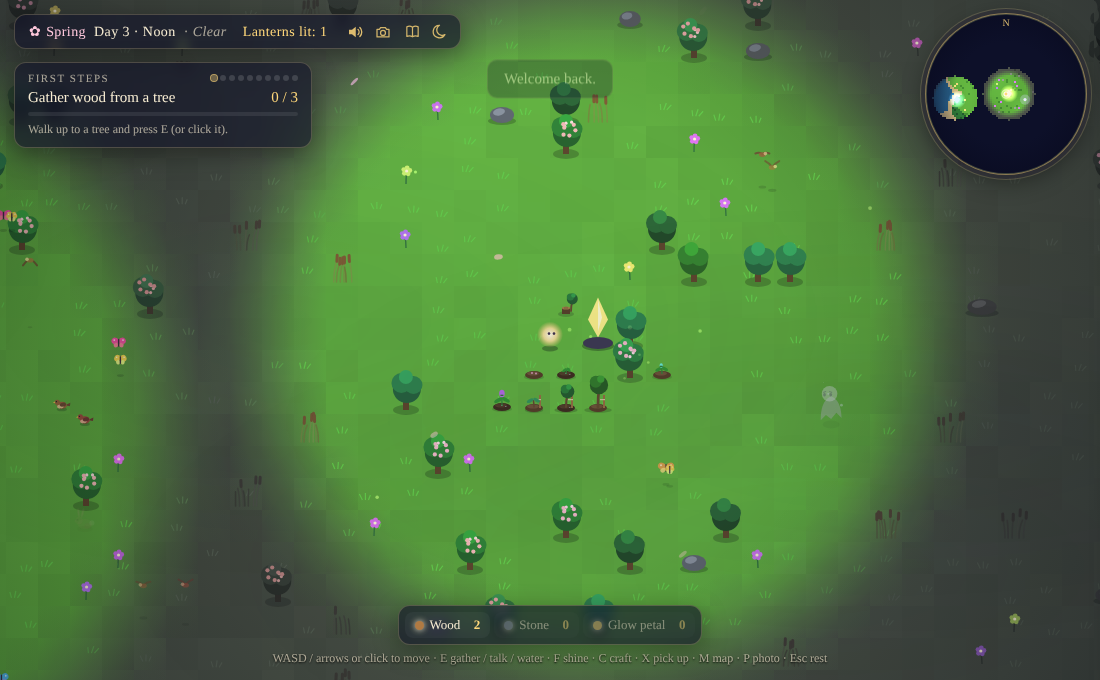 ✿ Spring Day 3 · Noon · Clear Lanterns lit: 1
N
FIRST STEPS
Gather wood from a tree 0 / 3
Walk up to a tree and press E (or click it).
Welcome back.
Wood 2 Stone 0 Glow petal 0
WASD / arrows or click to move · E gather / talk / water · F shine · C craft · X pick up · M map · P photo · Esc rest